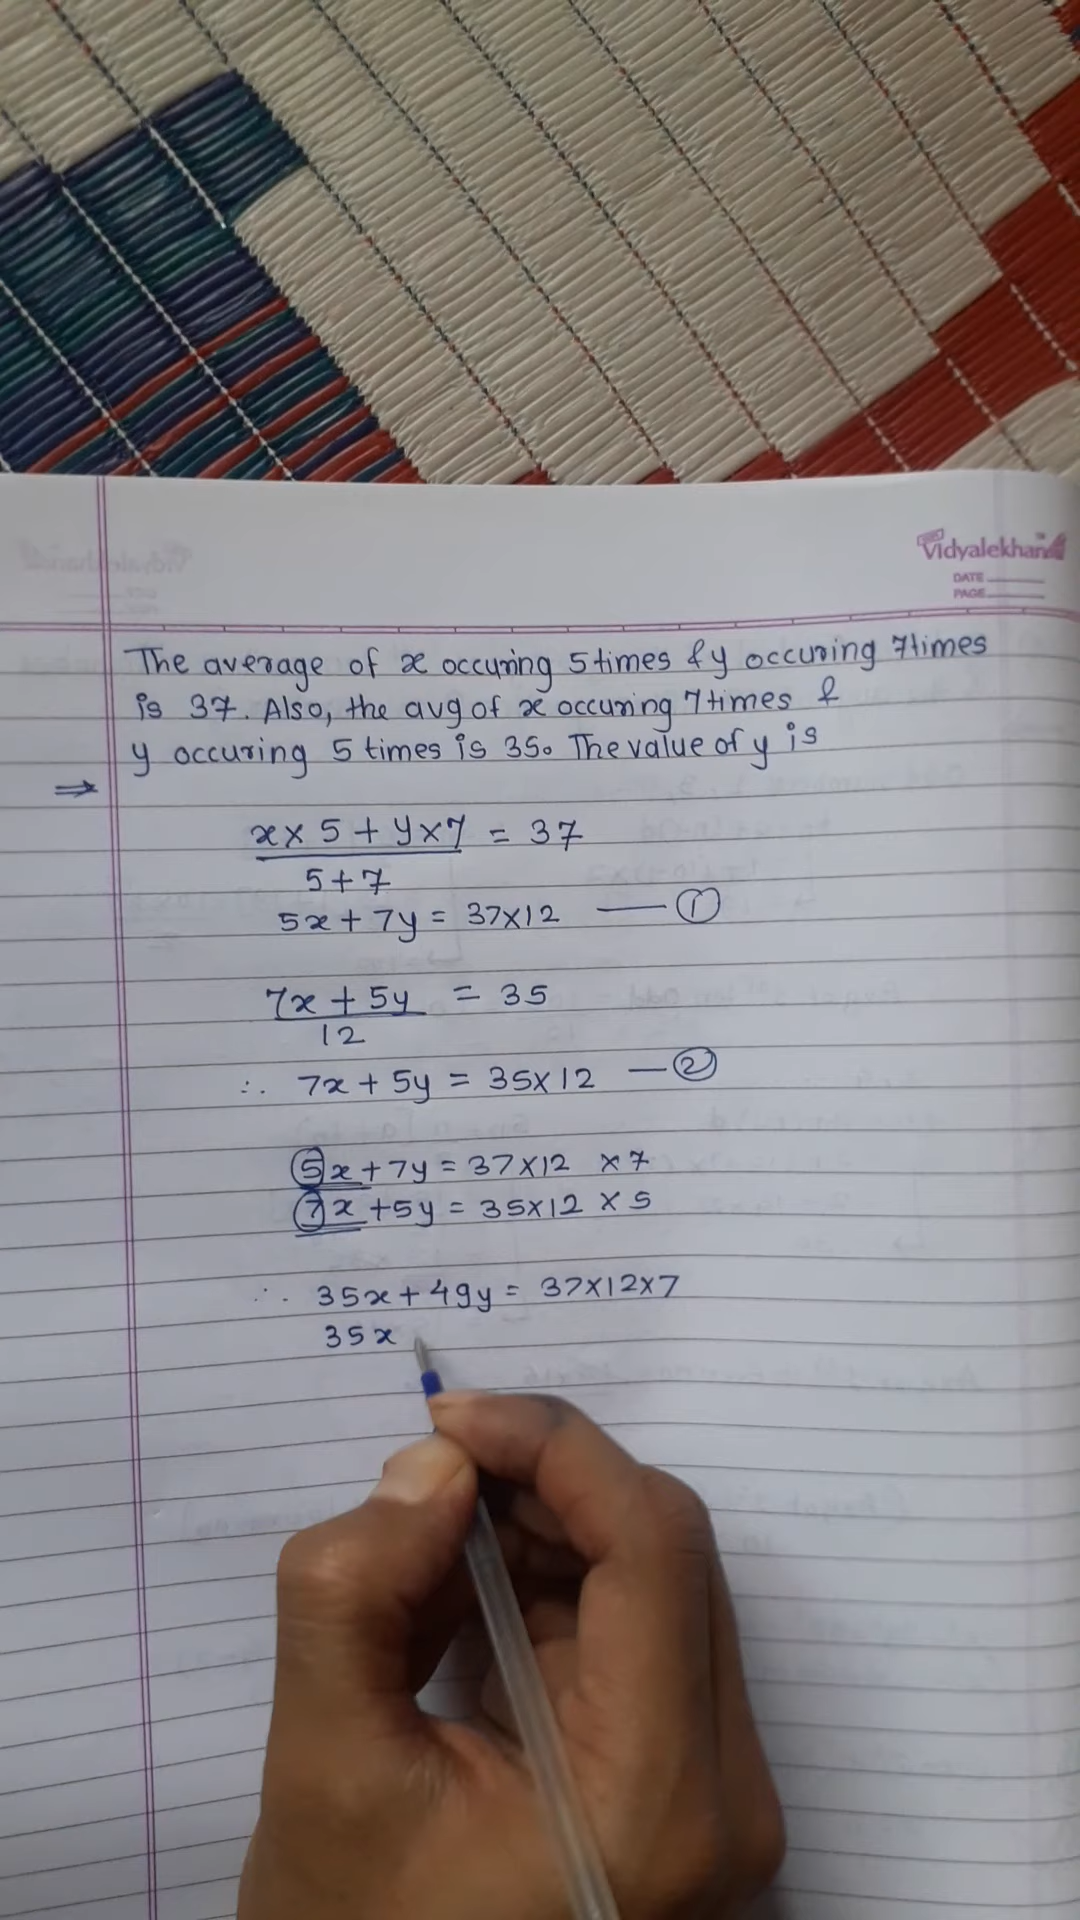 Vidyalekhan
DATE
PAGE
The average of x occuring 5 times & y occuring 7 times
is 37. Also, the avg of x occuring 7 times &
y occuring 5 times is 35. The value of y is
⇒
x × 5 + y × 7 = 37
5 + 7
5x + 7y = 37×12 — ①
7x + 5y = 35
12
∴ 7x + 5y = 35×12 — ②
5x + 7y = 37×12 ×7
7x + 5y = 35×12 × 5
∴ 35x + 49y = 37×12×7
35x